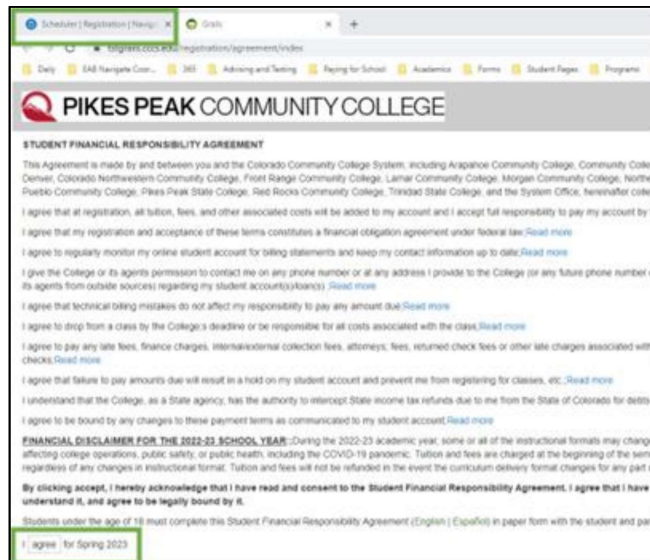 Scheduler | Registration | Navig
Grails
registration/agreement/index
Daily EAB Navigate Coor... 365 Advising and Testing Paying for School Academics Forms Student Pages Programs
PIKES PEAK COMMUNITY COLLEGE
STUDENT FINANCIAL RESPONSIBILITY AGREEMENT
This Agreement is made by and between you and the Colorado Community College System, including Arapahoe Community College, Community Colle
Denver, Colorado Northwestern Community College, Front Range Community College, Lamar Community College, Morgan Community College, Northe
Pueblo Community College, Pikes Peak State College, Red Rocks Community College, Trinidad State College, and the System Office, hereinafter colle
I agree that at registration, all tuition, fees, and other associated costs will be added to my account and I accept full responsibility to pay my account by
I agree that my registration and acceptance of these terms constitutes a financial obligation agreement under federal law;Read more
I agree to regularly monitor my online student account for billing statements and keep my contact information up to date;Read more
I give the College or its agents permission to contact me on any phone number or at any address I provide to the College (or any future phone number
its agents from outside sources) regarding my student account(s)/loan(s) ;Read more
I agree that technical billing mistakes do not affect my responsibility to pay any amount due;Read more
I agree to drop from a class by the College;s deadline or be responsible for all costs associated with the class;Read more
I agree to pay any late fees, finance charges, internal/external collection fees, attorneys; fees, returned check fees or other late charges associated with
checks;Read more
I agree that failure to pay amounts due will result in a hold on my student account and prevent me from registering for classes, etc.;Read more
I understand that the College, as a State agency, has the authority to intercept State income tax refunds due to me from the State of Colorado for debts
I agree to be bound by any changes to these payment terms as communicated to my student account;Read more
FINANCIAL DISCLAIMER FOR THE 2022-23 SCHOOL YEAR:;During the 2022-23 academic year, some or all of the instructional formats may chang
affecting college operations, public safety, or public health, including the COVID-19 pandemic. Tuition and fees are charged at the beginning of the sem
regardless of any changes in instructional format. Tuition and fees will not be refunded in the event the curriculum delivery format changes for any part
By clicking accept, I hereby acknowledge that I have read and consent to the Student Financial Responsibility Agreement. I agree that I have
understand it, and agree to be legally bound by it.
Students under the age of 18 must complete this Student Financial Responsibility Agreement (English | Español) in paper form with the student and par
I agree for Spring 2023